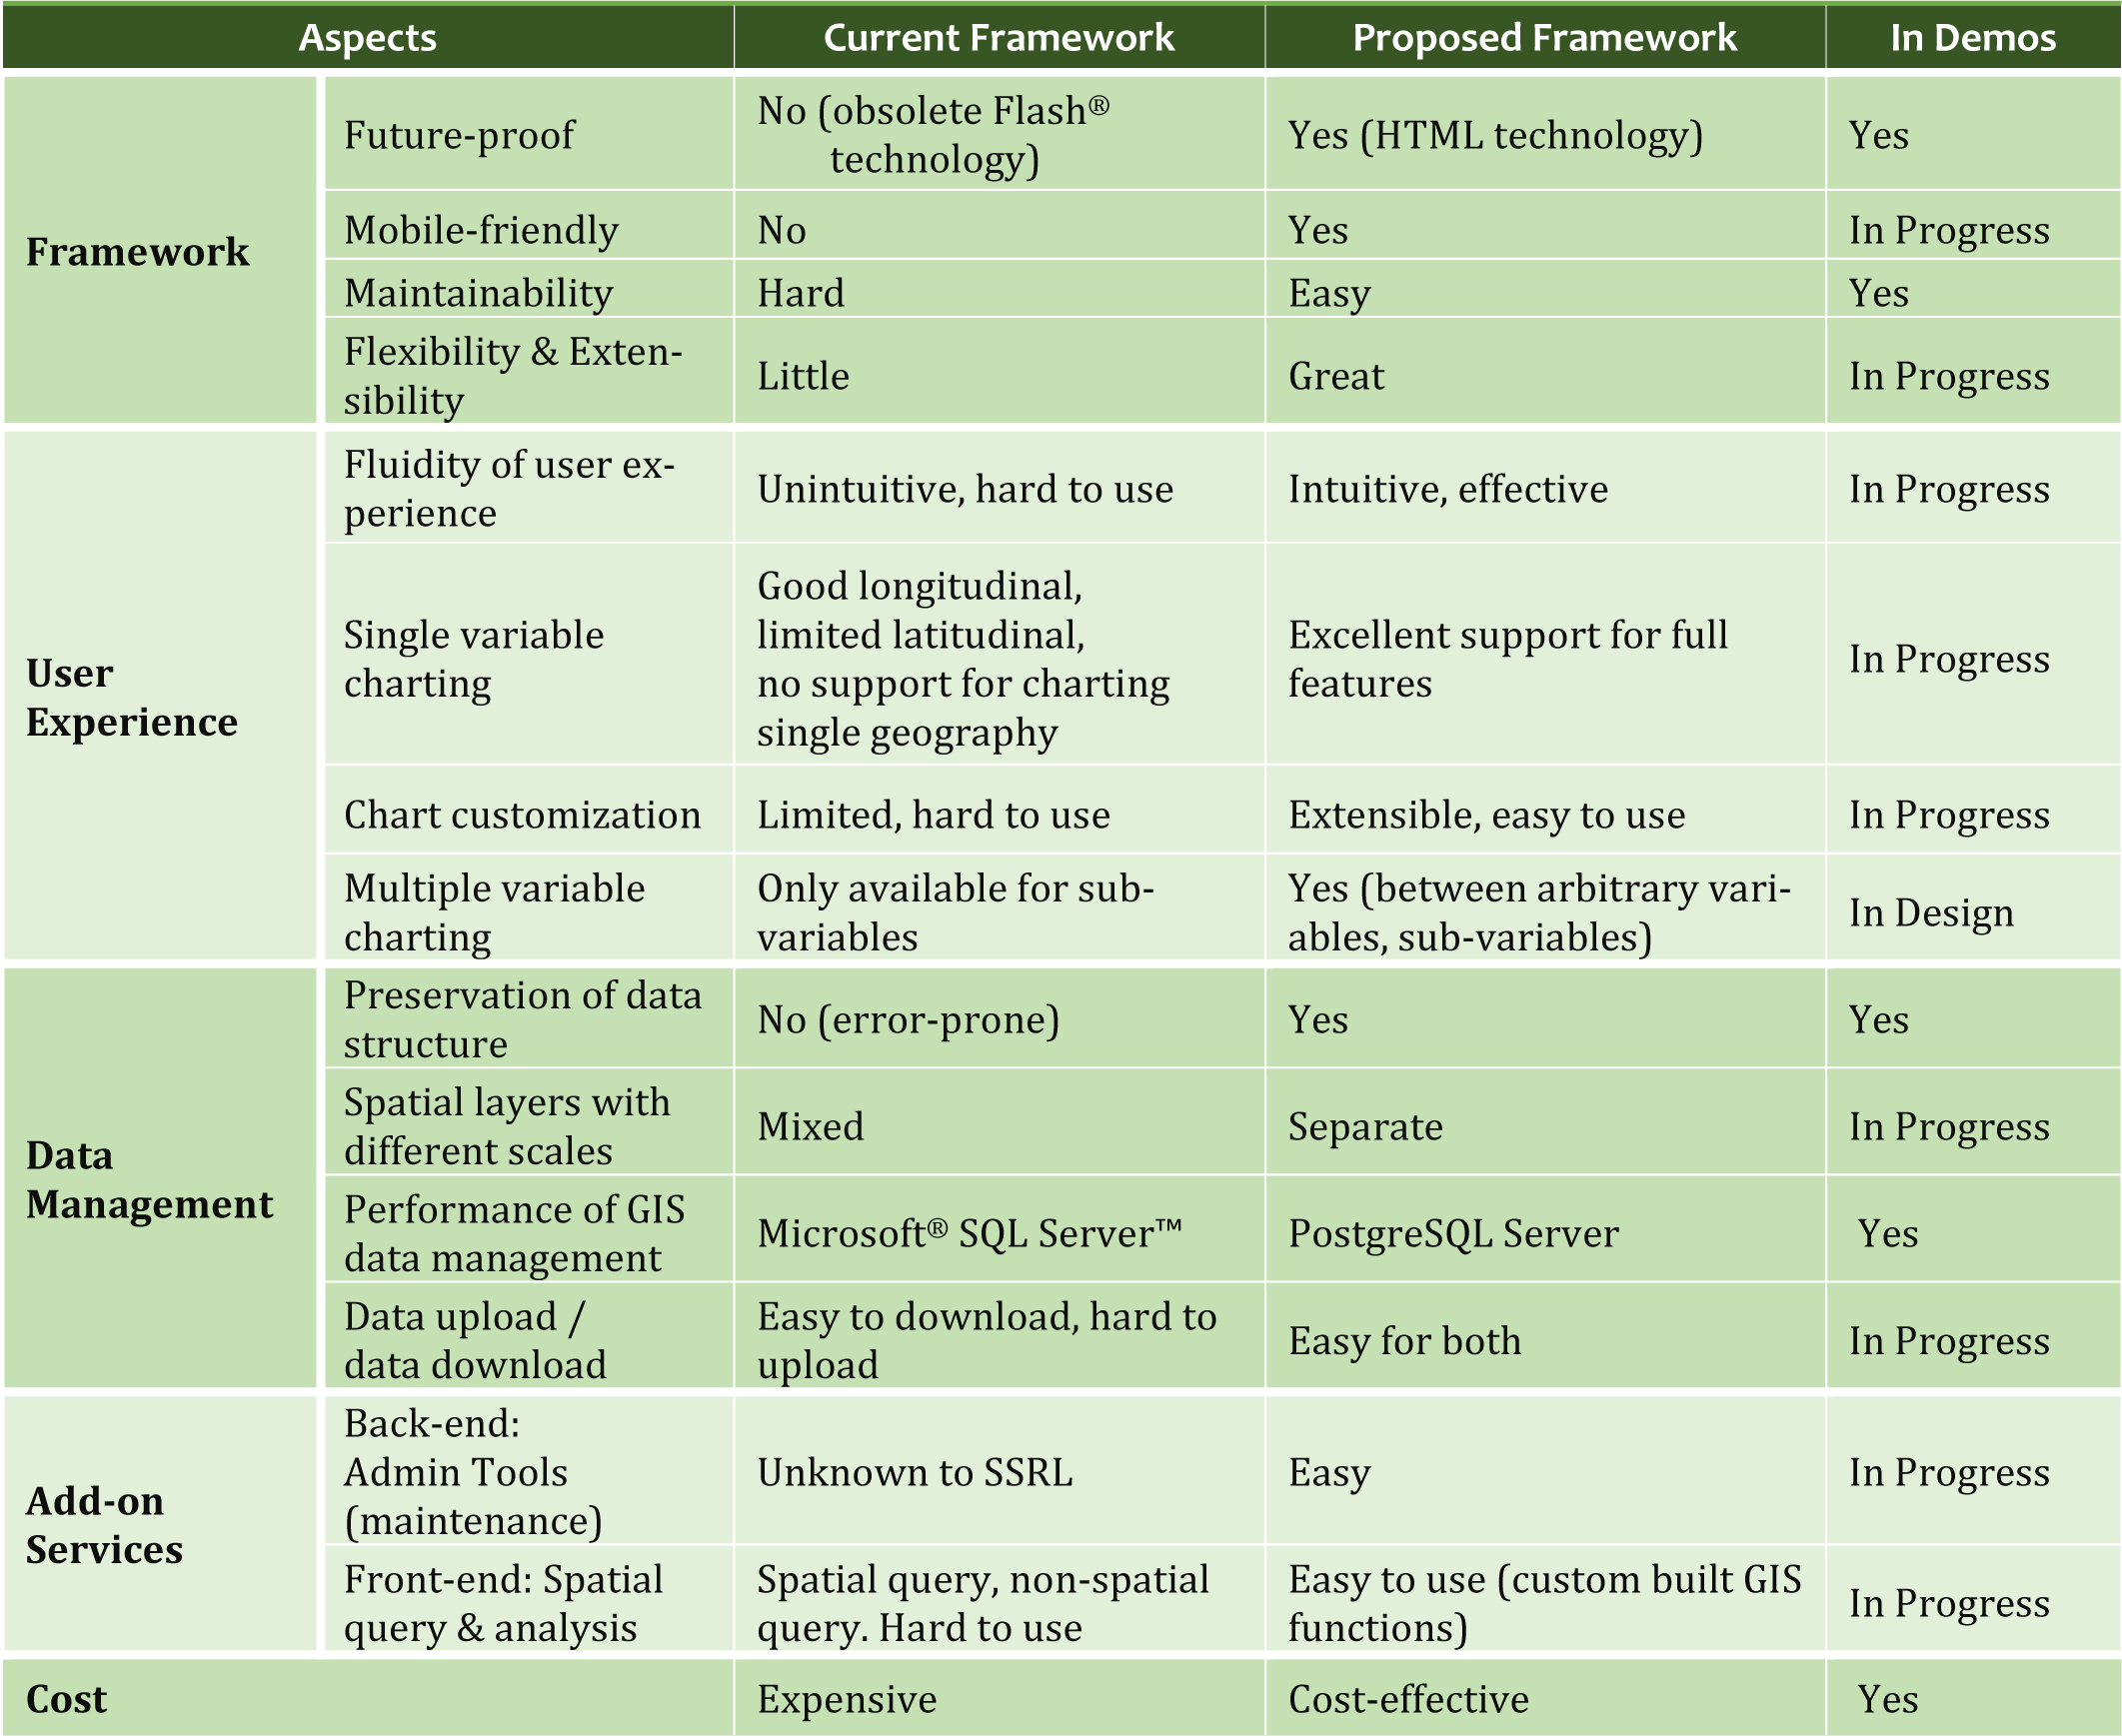 Aspects Current Framework Proposed Framework In Demos
Framework
Future-proof
No (obsolete Flash®
technology)
Yes (HTML technology)
Yes
Mobile-friendly
No
Yes
In Progress
Maintainability
Hard
Easy
Yes
Flexibility & Exten-
sibility
Little
Great
In Progress
User
Experience
Fluidity of user ex-
perience
Unintuitive, hard to use
Intuitive, effective
In Progress
Single variable
charting
Good longitudinal,
limited latitudinal,
no support for charting
single geography
Excellent support for full
features
In Progress
Chart customization
Limited, hard to use
Extensible, easy to use
In Progress
Multiple variable
charting
Only available for sub-
variables
Yes (between arbitrary vari-
ables, sub-variables)
In Design
Data
Management
Preservation of data
structure
No (error-prone)
Yes
Yes
Spatial layers with
different scales
Mixed
Separate
In Progress
Performance of GIS
data management
Microsoft® SQL Server™
PostgreSQL Server
Yes
Data upload /
data download
Easy to download, hard to
upload
Easy for both
In Progress
Add-on
Services
Back-end:
Admin Tools
(maintenance)
Unknown to SSRL
Easy
In Progress
Front-end: Spatial
query & analysis
Spatial query, non-spatial
query. Hard to use
Easy to use (custom built GIS
functions)
In Progress
Cost
Expensive
Cost-effective
Yes